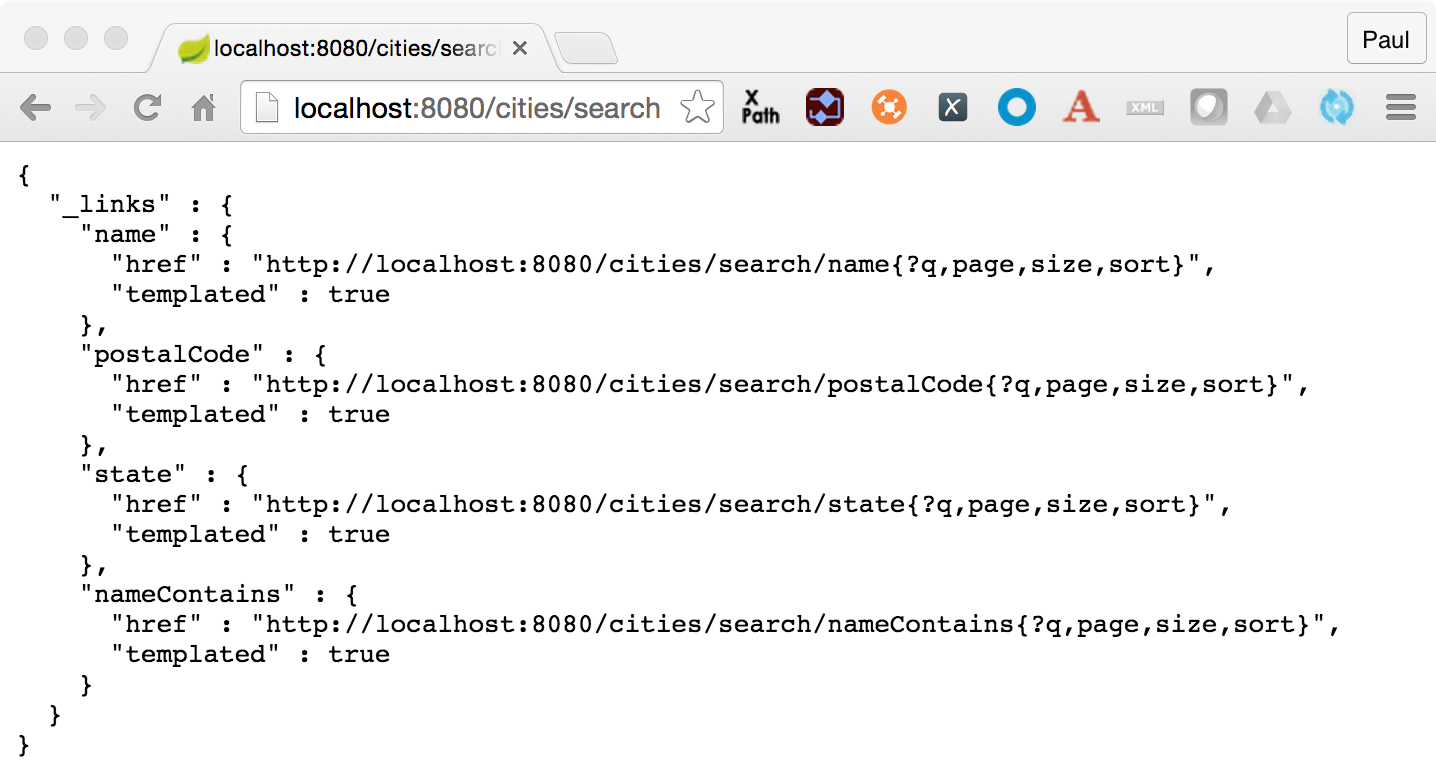 localhost:8080/cities/searc
Paul
localhost:8080/cities/search
X
Path
X
A
XML
{
  "_links" : {
    "name" : {
      "href" : "http://localhost:8080/cities/search/name{?q,page,size,sort}",
      "templated" : true
    },
    "postalCode" : {
      "href" : "http://localhost:8080/cities/search/postalCode{?q,page,size,sort}",
      "templated" : true
    },
    "state" : {
      "href" : "http://localhost:8080/cities/search/state{?q,page,size,sort}",
      "templated" : true
    },
    "nameContains" : {
      "href" : "http://localhost:8080/cities/search/nameContains{?q,page,size,sort}",
      "templated" : true
    }
  }
}